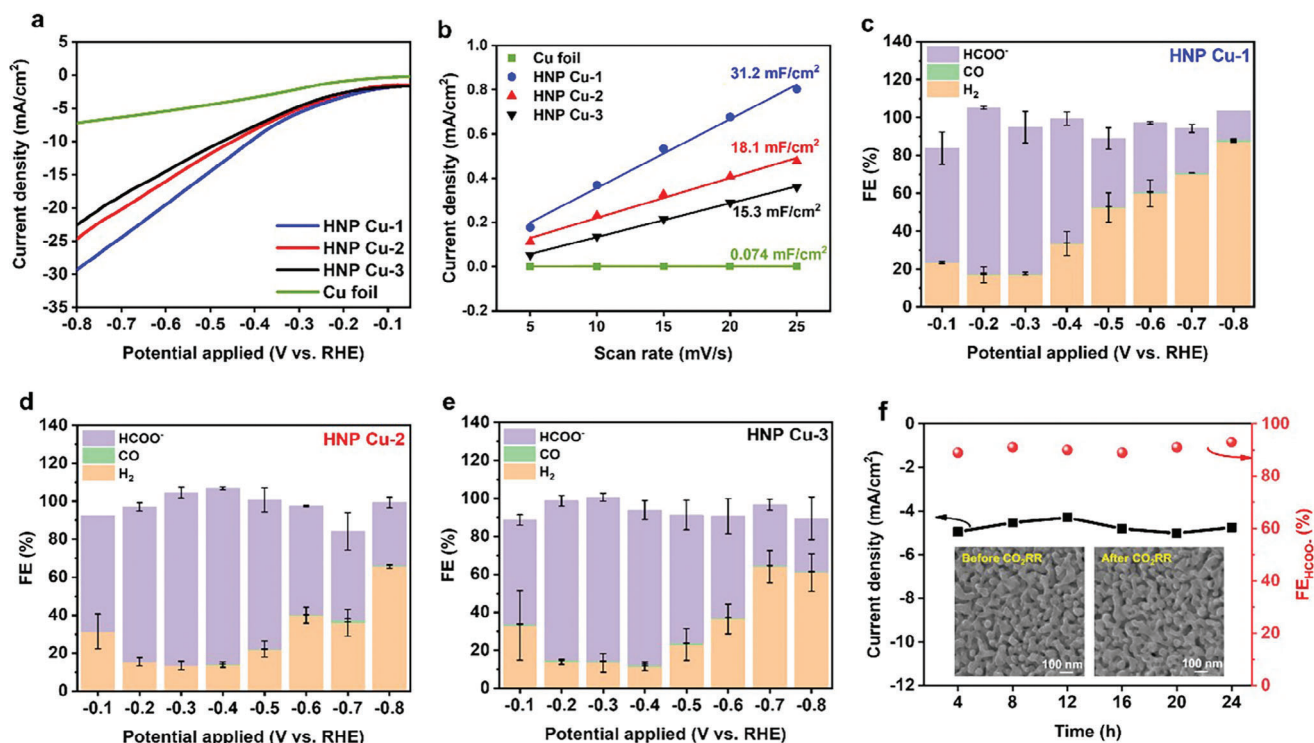 a
Current density (mA/cm²)
5
0
-5
-10
-15
-20
-25
-30
-35
HNP Cu-1
HNP Cu-2
HNP Cu-3
Cu foil
-0.8 -0.7 -0.6 -0.5 -0.4 -0.3 -0.2 -0.1
Potential applied (V vs. RHE)
b
Current density (mA/cm²)
1.0
0.8
0.6
0.4
0.2
0.0
-0.2
Cu foil
HNP Cu-1
HNP Cu-2
HNP Cu-3
31.2 mF/cm²
18.1 mF/cm²
15.3 mF/cm²
0.074 mF/cm²
5 10 15 20 25
Scan rate (mV/s)
c
FE (%)
140
120
100
80
60
40
20
0
HCOO⁻
CO
H₂
HNP Cu-1
-0.1 -0.2 -0.3 -0.4 -0.5 -0.6 -0.7 -0.8
Potential applied (V vs. RHE)
d
FE (%)
140
120
100
80
60
40
20
0
HCOO⁻
CO
H₂
HNP Cu-2
-0.1 -0.2 -0.3 -0.4 -0.5 -0.6 -0.7 -0.8
Potential applied (V vs. RHE)
e
FE (%)
140
120
100
80
60
40
20
0
HCOO⁻
CO
H₂
HNP Cu-3
-0.1 -0.2 -0.3 -0.4 -0.5 -0.6 -0.7 -0.8
Potential applied (V vs. RHE)
f
Current density (mA/cm²)
0
-2
-4
-6
-8
-10
-12
Before CO₂RR
100 nm
After CO₂RR
100 nm
100
90
80
60
40
20
0
FE HCOO- (%)
4 8 12 16 20 24
Time (h)